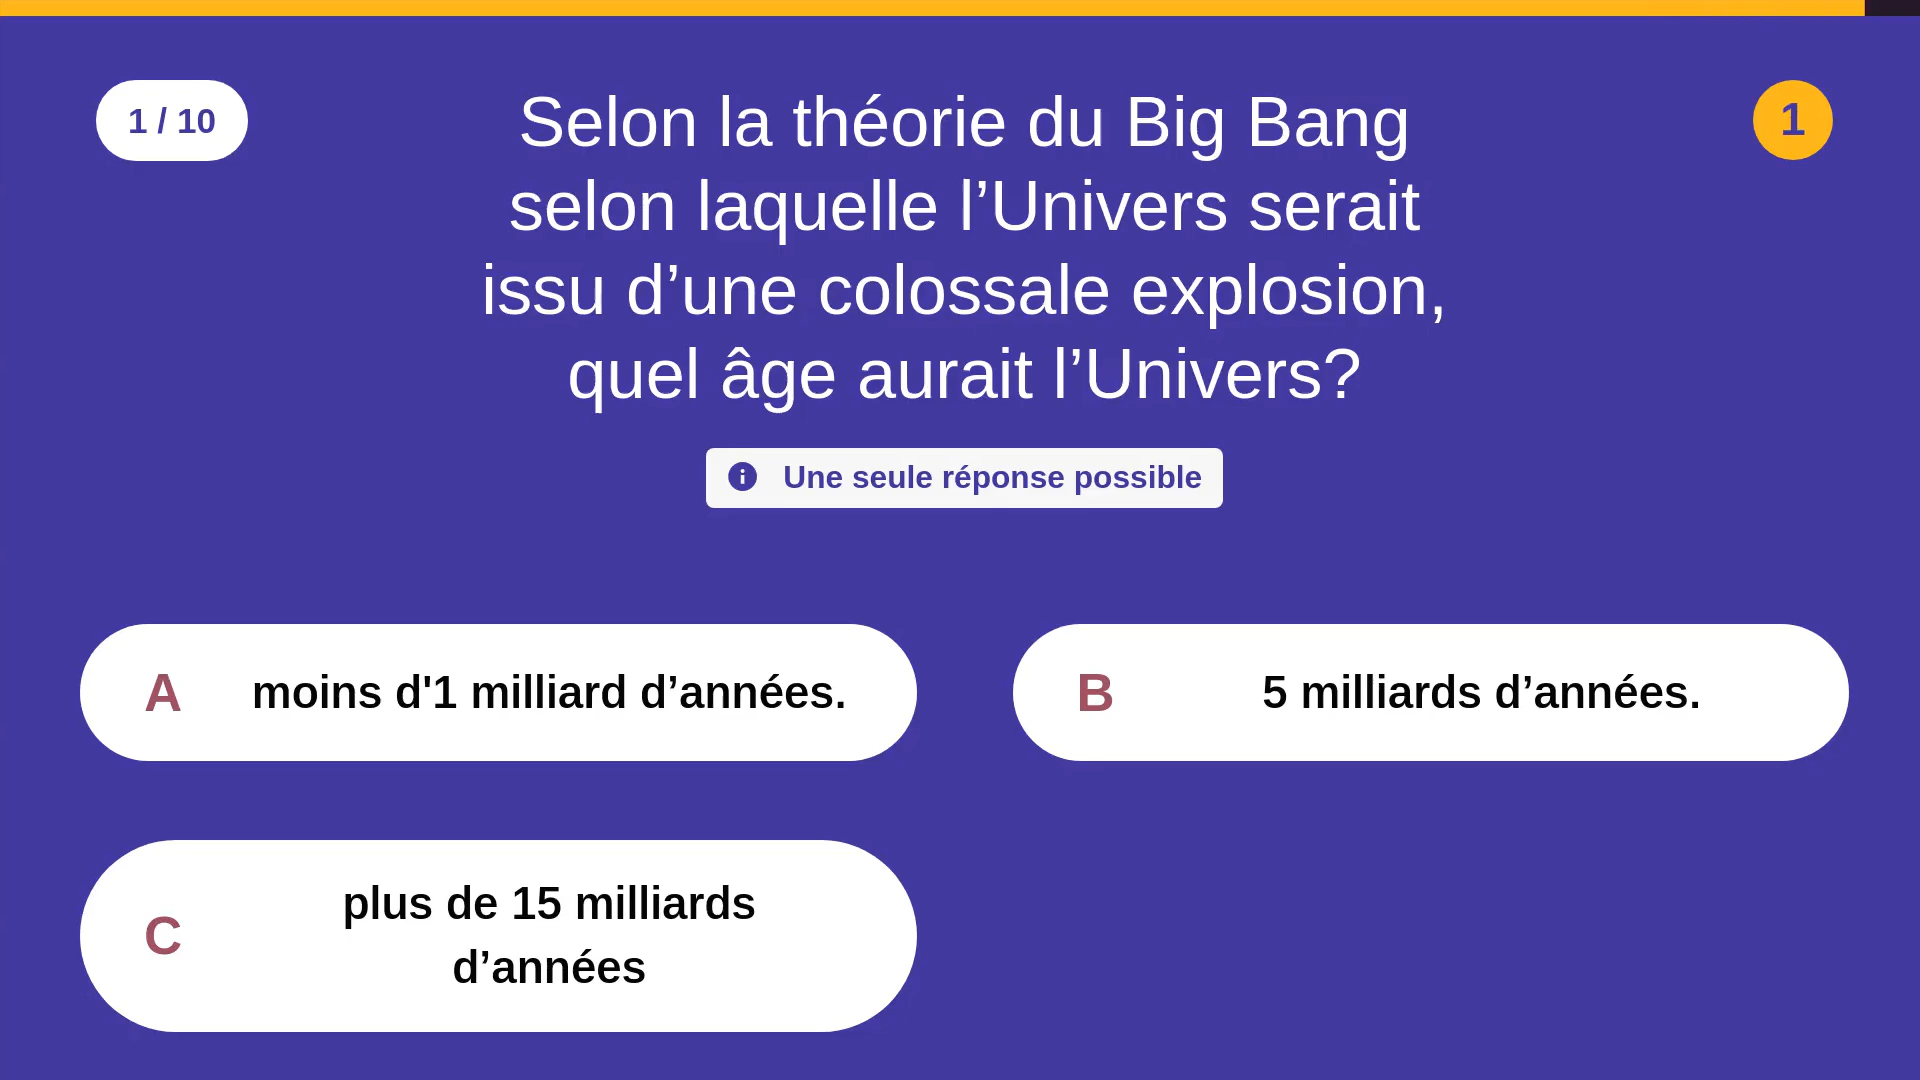 1 / 10
Selon la théorie du Big Bang
selon laquelle l’Univers serait
issu d’une colossale explosion,
quel âge aurait l’Univers?
1
Une seule réponse possible
A moins d'1 milliard d’années.
B 5 milliards d’années.
C plus de 15 milliards
d’années